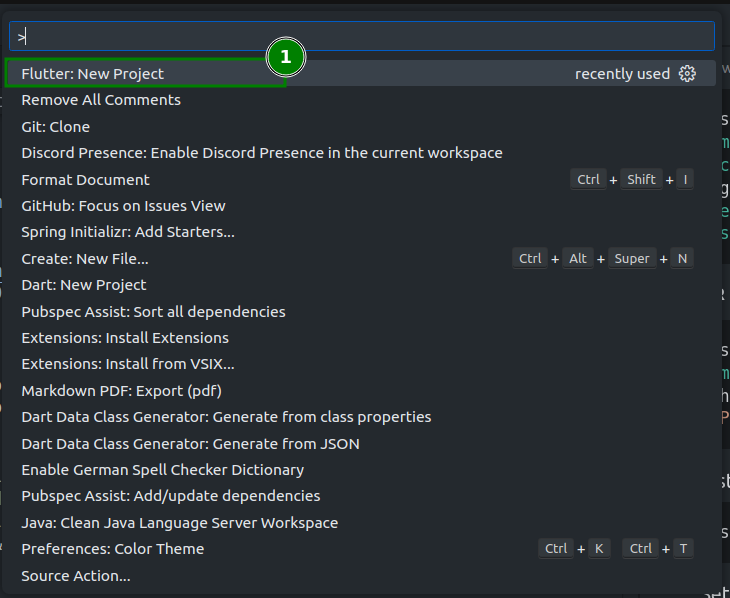 >
1
Flutter: New Project recently used
Remove All Comments
Git: Clone
Discord Presence: Enable Discord Presence in the current workspace
Format Document Ctrl + Shift + I
GitHub: Focus on Issues View
Spring Initializr: Add Starters...
Create: New File... Ctrl + Alt + Super + N
Dart: New Project
Pubspec Assist: Sort all dependencies
Extensions: Install Extensions
Extensions: Install from VSIX...
Markdown PDF: Export (pdf)
Dart Data Class Generator: Generate from class properties
Dart Data Class Generator: Generate from JSON
Enable German Spell Checker Dictionary
Pubspec Assist: Add/update dependencies
Java: Clean Java Language Server Workspace
Preferences: Color Theme Ctrl + K Ctrl + T
Source Action...